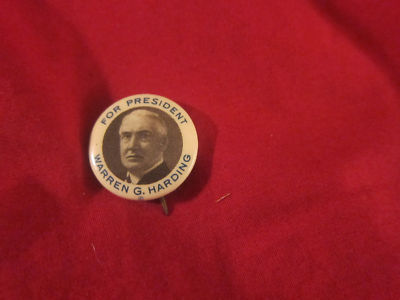 FOR PRESIDENT
WARREN G. HARDING